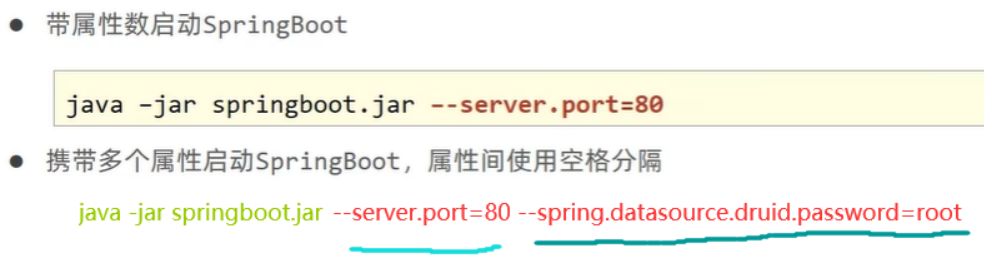 ● 带属性数启动SpringBoot
java –jar springboot.jar --server.port=80
● 携带多个属性启动SpringBoot，属性间使用空格分隔
java -jar springboot.jar --server.port=80 --spring.datasource.druid.password=root